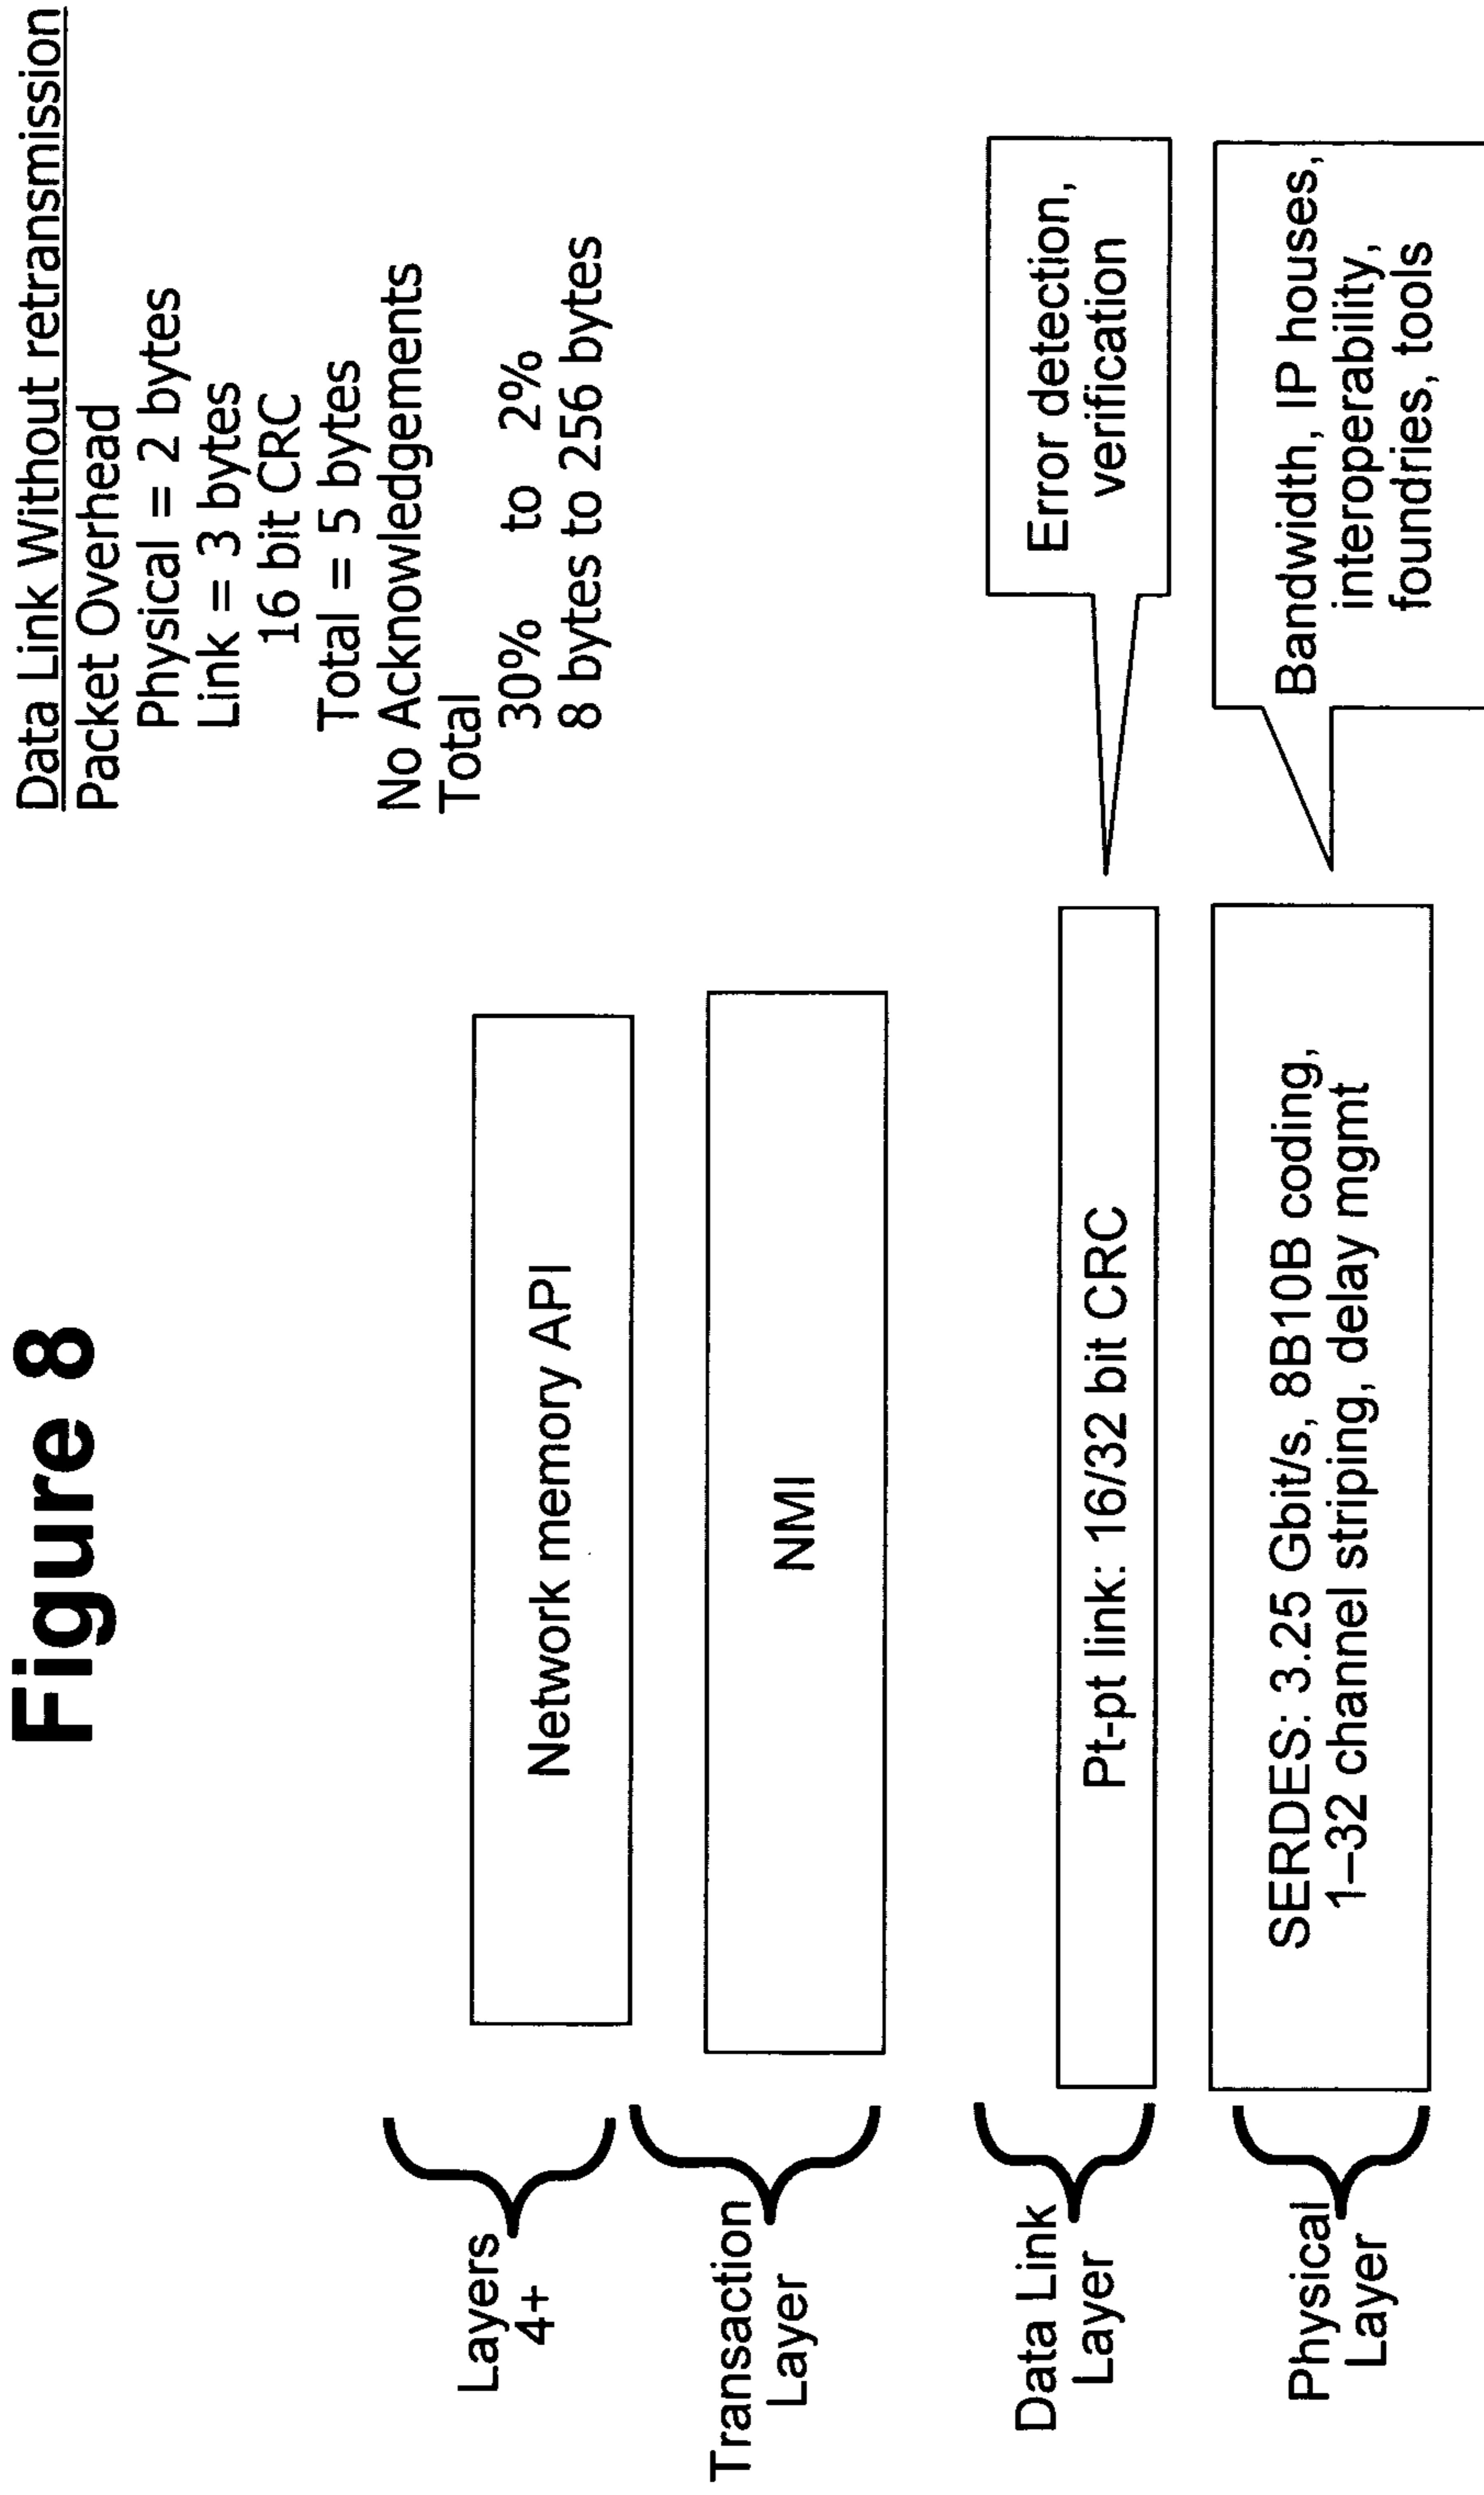 Figure 8
Data Link Without retransmission
Packet Overhead
Physical = 2 bytes
Link = 3 bytes
16 bit CRC
Total = 5 bytes
No Acknowledgements
Total
30% to 2%
8 bytes to 256 bytes
Layers
4+
Network memory API
Transaction
Layer
NMI
Data Link
Layer
Pt-pt link: 16/32 bit CRC
Error detection,
verification
Physical
Layer
SERDES: 3.25 Gbit/s, 8B10B coding,
1–32 channel striping, delay mgmt
Bandwidth, IP houses,
interoperability,
foundries, tools